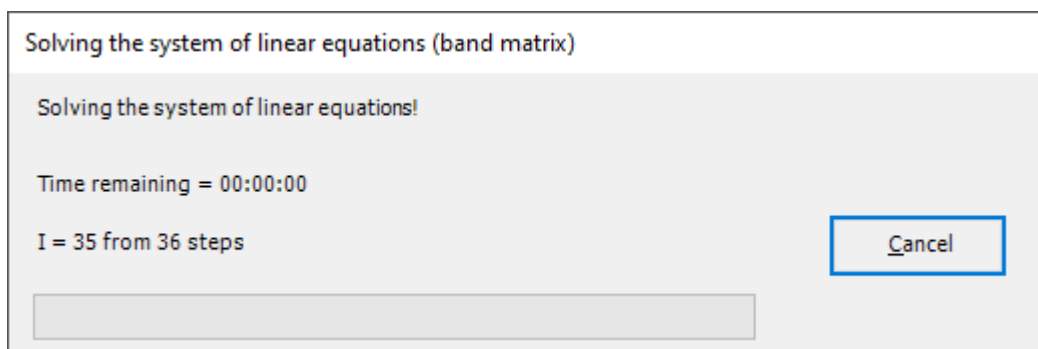 Solving the system of linear equations (band matrix)
Solving the system of linear equations!
Time remaining = 00:00:00
I = 35 from 36 steps
Cancel